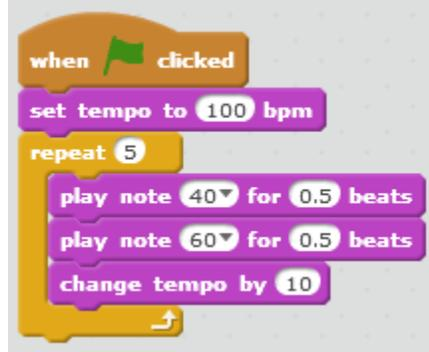 when clicked
set tempo to 100 bpm
repeat 5
play note 40 for 0.5 beats
play note 60 for 0.5 beats
change tempo by 10